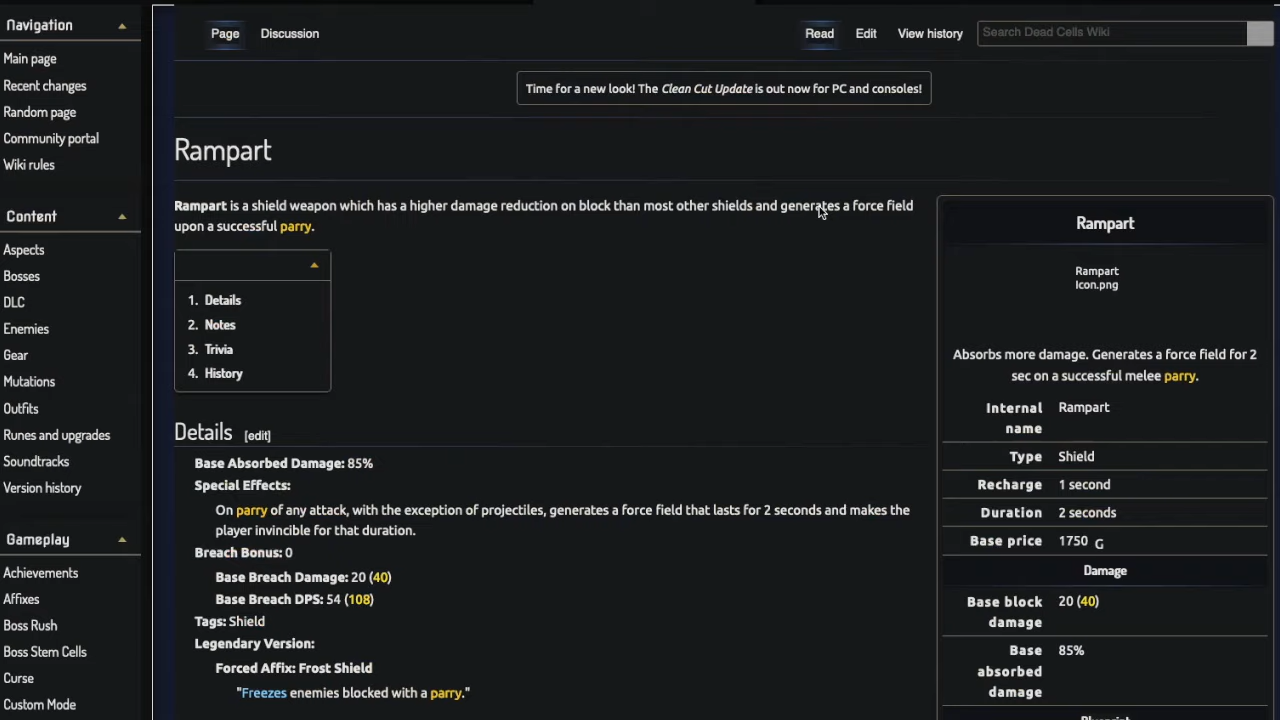 Navigation
Main page
Recent changes
Random page
Community portal
Wiki rules
Content
Aspects
Bosses
DLC
Enemies
Gear
Mutations
Outfits
Runes and upgrades
Soundtracks
Version history
Gameplay
Achievements
Affixes
Boss Rush
Boss Stem Cells
Curse
Custom Mode
Page Discussion Read Edit View history Search Dead Cells Wiki
Time for a new look! The Clean Cut Update is out now for PC and consoles!
Rampart
Rampart is a shield weapon which has a higher damage reduction on block than most other shields and generates a force field
upon a successful parry.
1. Details
2. Notes
3. Trivia
4. History
Details [edit]
Base Absorbed Damage: 85%
Special Effects:
On parry of any attack, with the exception of projectiles, generates a force field that lasts for 2 seconds and makes the
player invincible for that duration.
Breach Bonus: 0
Base Breach Damage: 20 (40)
Base Breach DPS: 54 (108)
Tags: Shield
Legendary Version:
Forced Affix: Frost Shield
"Freezes enemies blocked with a parry."
Rampart
Rampart
Icon.png
Absorbs more damage. Generates a force field for 2
sec on a successful melee parry.
Internal name Rampart
Type Shield
Recharge 1 second
Duration 2 seconds
Base price 1750 G
Damage
Base block damage 20 (40)
Base absorbed damage 85%
Blueprint